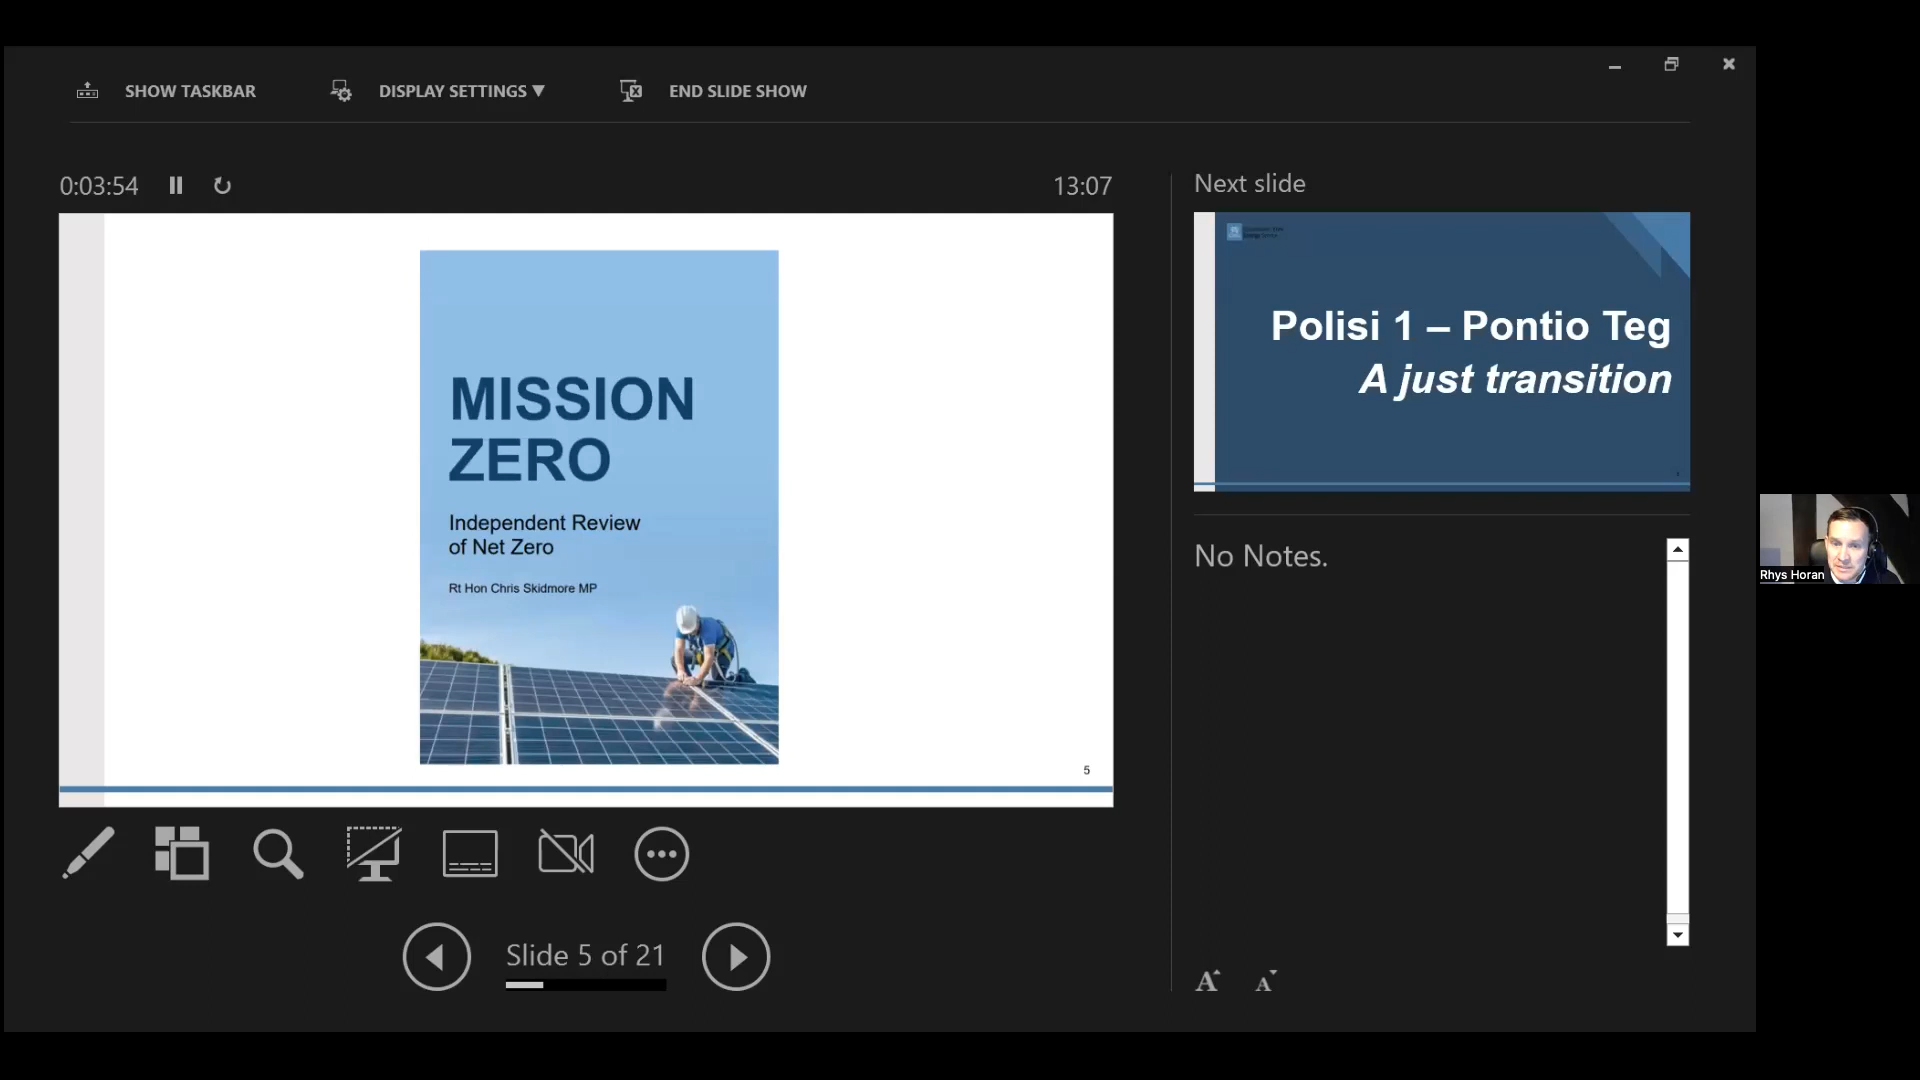 SHOW TASKBAR
DISPLAY SETTINGS ▼
END SLIDE SHOW
0:03:54
13:07
MISSION
ZERO
Independent Review
of Net Zero
Rt Hon Chris Skidmore MP
5
Next slide
Polisi 1 – Pontio Teg
A just transition
No Notes.
Rhys Horan
Slide 5 of 21
A
A